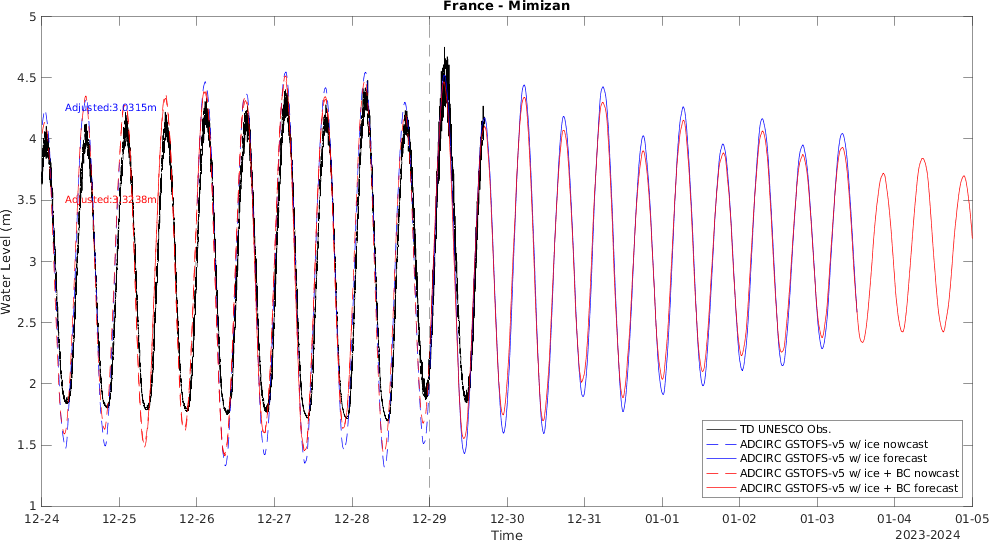 France - Mimizan
5
4.5
4
3.5
3
2.5
2
1.5
1
Water Level (m)
Adjusted:3.0315m
Adjusted:3.3238m
TD UNESCO Obs.
ADCIRC GSTOFS-v5 w/ ice nowcast
ADCIRC GSTOFS-v5 w/ ice forecast
ADCIRC GSTOFS-v5 w/ ice + BC nowcast
ADCIRC GSTOFS-v5 w/ ice + BC forecast
12-24 12-25 12-26 12-27 12-28 12-29 12-30 12-31 01-01 01-02 01-03 01-04 01-05
Time
2023-2024